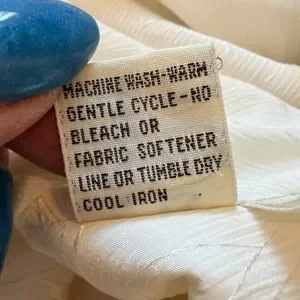 MACHINE WASH-WARM
GENTLE CYCLE-NO
BLEACH OR
FABRIC SOFTENER
LINE OR TUMBLE DRY
COOL IRON